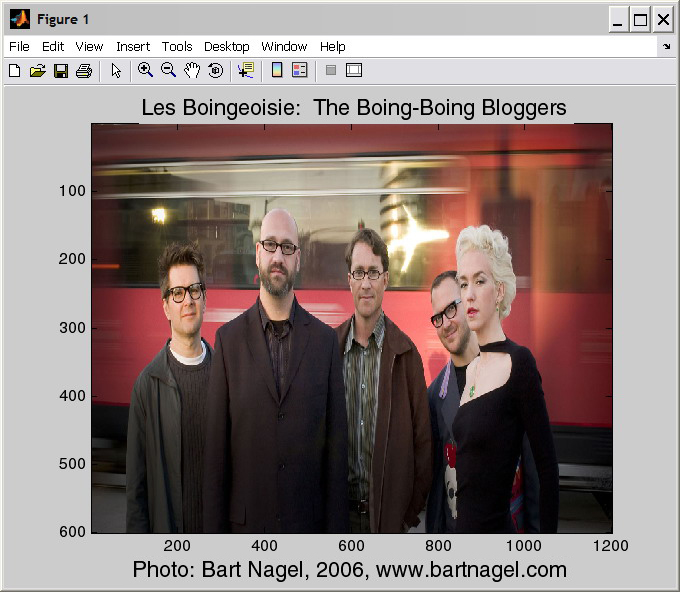 Figure 1
File Edit View Insert Tools Desktop Window Help
Les Boingeoisie: The Boing-Boing Bloggers
100
200
300
400
500
600
200 400 600 800 1000 1200
Photo: Bart Nagel, 2006, www.bartnagel.com